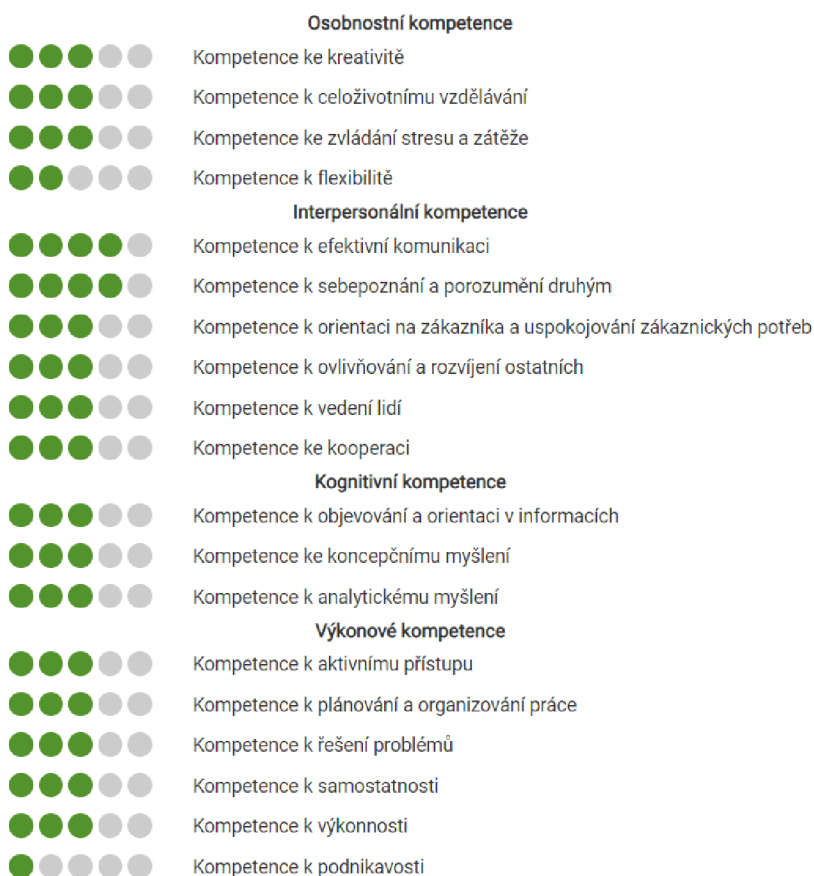 Osobnostní kompetence
Kompetence ke kreativitě
Kompetence k celoživotnímu vzdělávání
Kompetence ke zvládání stresu a zátěže
Kompetence k flexibilitě
Interpersonální kompetence
Kompetence k efektivní komunikaci
Kompetence k sebepoznání a porozumění druhým
Kompetence k orientaci na zákazníka a uspokojování zákaznických potřeb
Kompetence k ovlivňování a rozvíjení ostatních
Kompetence k vedení lidí
Kompetence ke kooperaci
Kognitivní kompetence
Kompetence k objevování a orientaci v informacích
Kompetence ke koncepčnímu myšlení
Kompetence k analytickému myšlení
Výkonové kompetence
Kompetence k aktivnímu přístupu
Kompetence k plánování a organizování práce
Kompetence k řešení problémů
Kompetence k samostatnosti
Kompetence k výkonnosti
Kompetence k podnikavosti